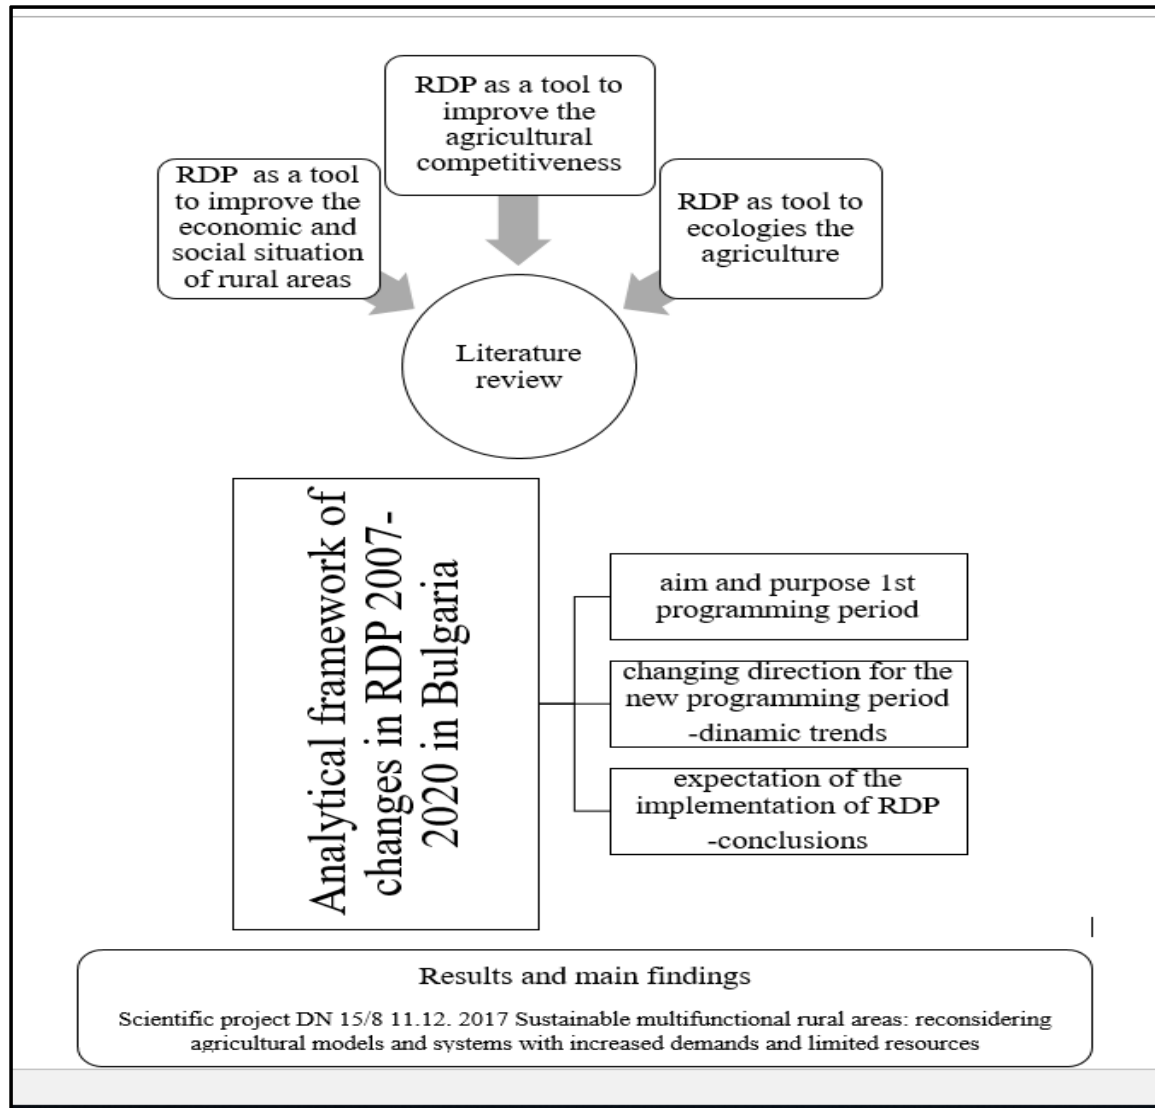 RDP as a tool to
improve the
agricultural
competitiveness
RDP as a tool
to improve the
economic and
social situation
of rural areas
RDP as tool to
ecologies the
agriculture
Literature
review
Analytical framework of
changes in RDP 2007-
2020 in Bulgaria
aim and purpose 1st
programming period
changing direction for the
new programming period
-dinamic trends
expectation of the
implementation of RDP
-conclusions
Results and main findings
Scientific project DN 15/8 11.12. 2017 Sustainable multifunctional rural areas: reconsidering
agricultural models and systems with increased demands and limited resources